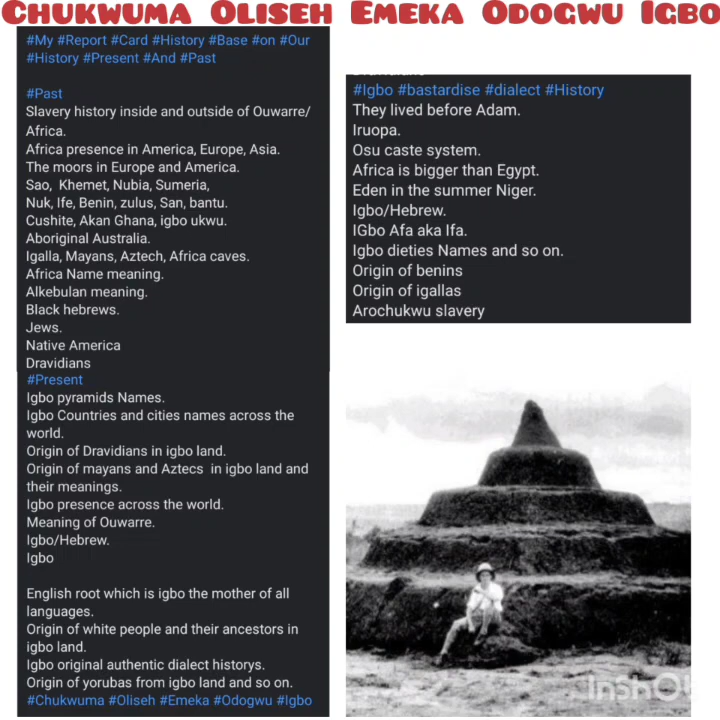 CHUKWUMA OLISEH EMEKA ODOGWU IGBO
#My #Report #Card #History #Base #on #Our
#History #Present #And #Past
#Past
Slavery history inside and outside of Ouwarre/
Africa.
Africa presence in America, Europe, Asia.
The moors in Europe and America.
Sao,  Khemet, Nubia, Sumeria,
Nuk, Ife, Benin, zulus, San, bantu.
Cushite, Akan Ghana, igbo ukwu.
Aboriginal Australia.
Igalla, Mayans, Aztech, Africa caves.
Africa Name meaning.
Alkebulan meaning.
Black hebrews.
Jews.
Native America
Dravidians
#Present
Igbo pyramids Names.
Igbo Countries and cities names across the
world.
Origin of Dravidians in igbo land.
Origin of mayans and Aztecs  in igbo land and
their meanings.
Igbo presence across the world.
Meaning of Ouwarre.
Igbo/Hebrew.
Igbo
English root which is igbo the mother of all
languages.
Origin of white people and their ancestors in
igbo land.
Igbo original authentic dialect historys.
Origin of yorubas from igbo land and so on.
#Chukwuma #Oliseh #Emeka #Odogwu #Igbo
#Igbo #bastardise #dialect #History
They lived before Adam.
Iruopa.
Osu caste system.
Africa is bigger than Egypt.
Eden in the summer Niger.
Igbo/Hebrew.
IGbo Afa aka Ifa.
Igbo dieties Names and so on.
Origin of benins
Origin of igallas
Arochukwu slavery